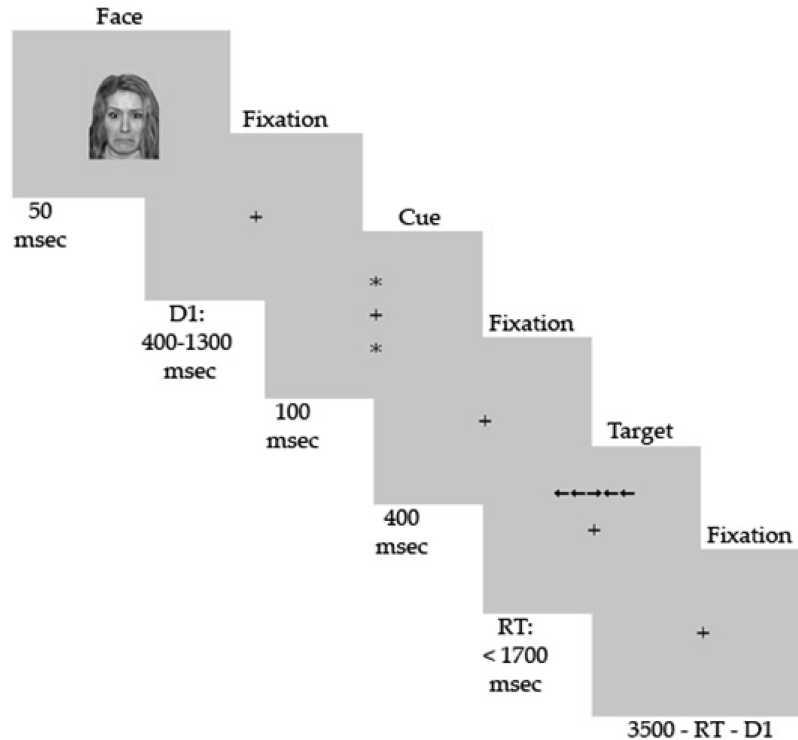 Face
Fixation
50
msec
+
Cue
D1:
400-1300
msec
*
+
*
Fixation
100
msec
+
Target
400
msec
←←→←←
+
Fixation
RT:
< 1700
msec
+
3500 - RT - D1